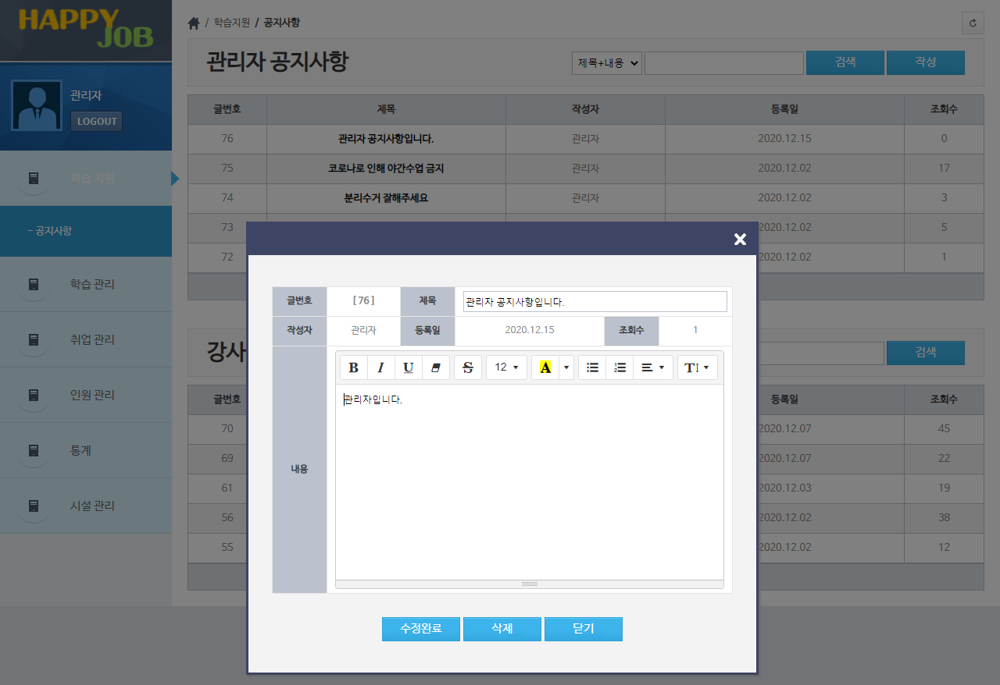 HAPPY JOB
관리자
LOGOUT
학습 지원
- 공지사항
학습 관리
취업 관리
인원 관리
통계
시설 관리
/ 학습지원 / 공지사항
관리자 공지사항
제목+내용 검색 작성
글번호 제목 작성자 등록일 조회수
76 관리자 공지사항입니다. 관리자 2020.12.15 0
75 코로나로 인해 야간수업 금지 관리자 2020.12.02 17
74 분리수거 잘해주세요 관리자 2020.12.02 3
73 2020.12.02 5
72 2020.12.02 1
강사
검색
글번호 등록일 조회수
70 2020.12.07 45
69 2020.12.07 22
61 2020.12.03 19
56 2020.12.02 38
55 2020.12.02 12
글번호 [ 76 ] 제목 관리자 공지사항입니다.
작성자 관리자 등록일 2020.12.15 조회수 1
내용
B I U S 12 A T
관리자입니다.
수정완료 삭제 닫기